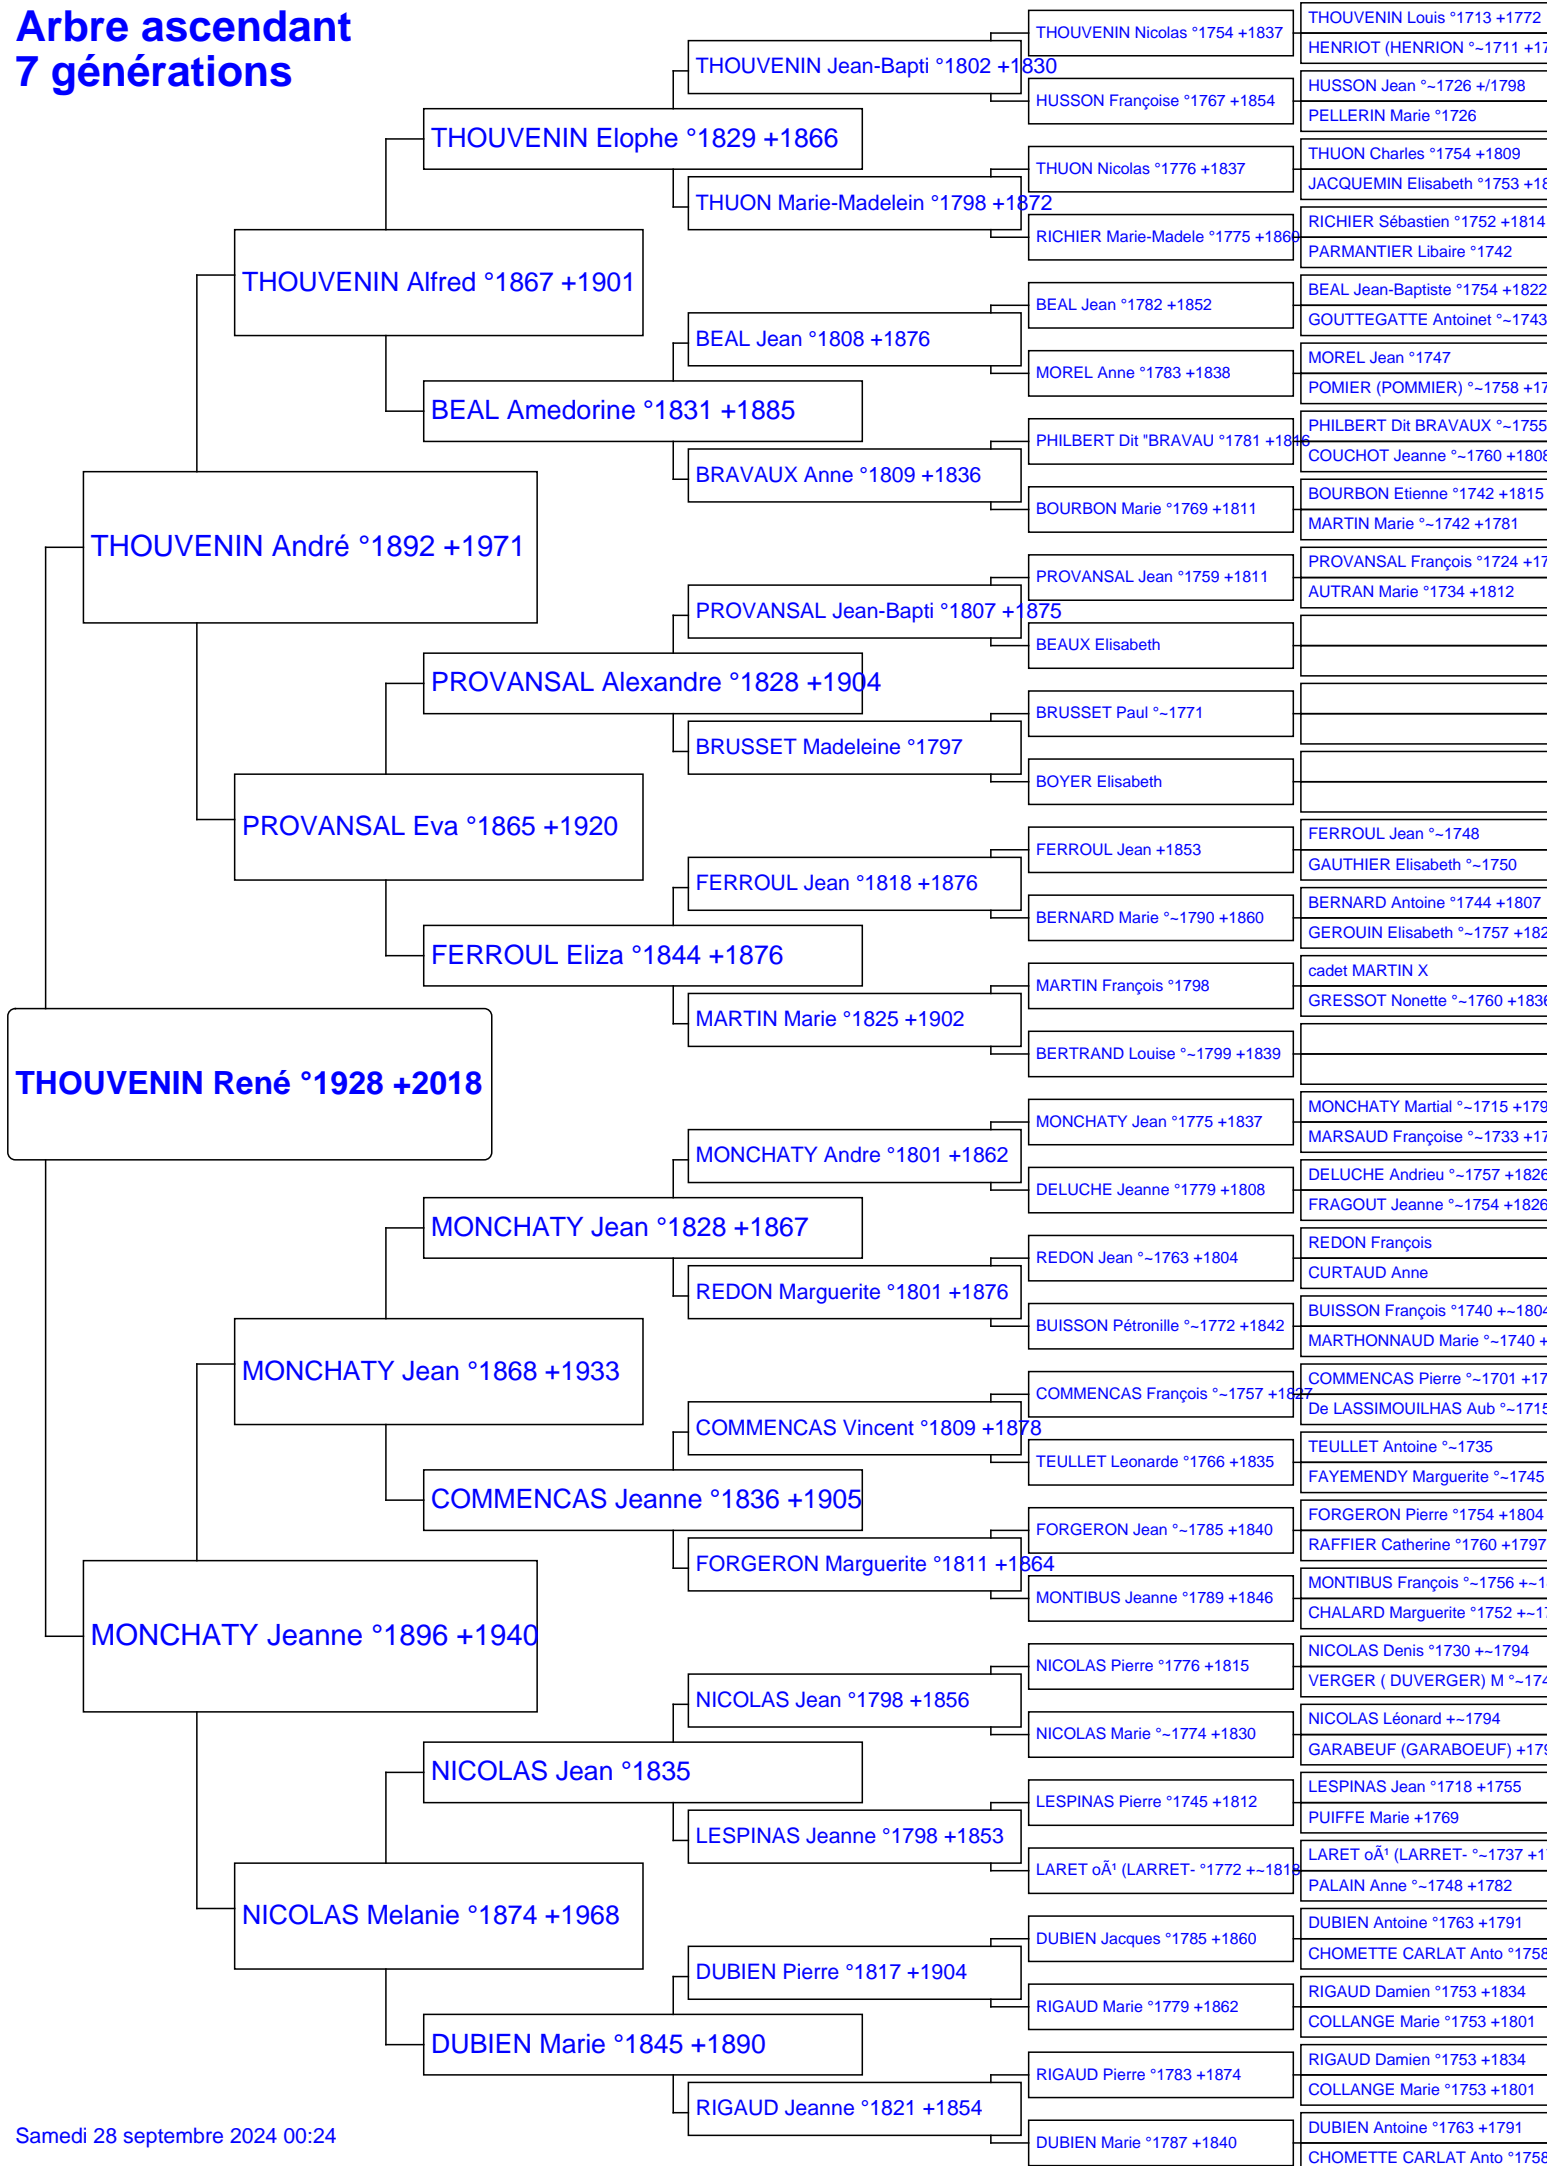 Arbre ascendant
7 générations
THOUVENIN René °1928 +2018
THOUVENIN André °1892 +1971
MONCHATY Jeanne °1896 +1940
THOUVENIN Alfred °1867 +1901
PROVANSAL Eva °1865 +1920
MONCHATY Jean °1868 +1933
NICOLAS Melanie °1874 +1968
THOUVENIN Elophe °1829 +1866
BEAL Amedorine °1831 +1885
PROVANSAL Alexandre °1828 +1904
FERROUL Eliza °1844 +1876
MONCHATY Jean °1828 +1867
COMMENCAS Jeanne °1836 +1905
NICOLAS Jean °1835
DUBIEN Marie °1845 +1890
THOUVENIN Jean-Bapti °1802 +1830
THUON Marie-Madelein °1798 +1872
BEAL Jean °1808 +1876
BRAVAUX Anne °1809 +1836
PROVANSAL Jean-Bapti °1807 +1875
BRUSSET Madeleine °1797
FERROUL Jean °1818 +1876
MARTIN Marie °1825 +1902
MONCHATY Andre °1801 +1862
REDON Marguerite °1801 +1876
COMMENCAS Vincent °1809 +1878
FORGERON Marguerite °1811 +1864
NICOLAS Jean °1798 +1856
LESPINAS Jeanne °1798 +1853
DUBIEN Pierre °1817 +1904
RIGAUD Jeanne °1821 +1854
THOUVENIN Nicolas °1754 +1837
HUSSON Françoise °1767 +1854
THUON Nicolas °1776 +1837
RICHIER Marie-Madele °1775 +1860
BEAL Jean °1782 +1852
MOREL Anne °1783 +1838
PHILBERT Dit "BRAVAU °1781 +1816
BOURBON Marie °1769 +1811
PROVANSAL Jean °1759 +1811
BEAUX Elisabeth
BRUSSET Paul °~1771
BOYER Elisabeth
FERROUL Jean +1853
BERNARD Marie °~1790 +1860
MARTIN François °1798
BERTRAND Louise °~1799 +1839
MONCHATY Jean °1775 +1837
DELUCHE Jeanne °1779 +1808
REDON Jean °~1763 +1804
BUISSON Pétronille °~1772 +1842
COMMENCAS François °~1757 +1827
TEULLET Leonarde °1766 +1835
FORGERON Jean °~1785 +1840
MONTIBUS Jeanne °1789 +1846
NICOLAS Pierre °1776 +1815
NICOLAS Marie °~1774 +1830
LESPINAS Pierre °1745 +1812
LARET oÃ¹ (LARRET- °1772 +~1818
DUBIEN Jacques °1785 +1860
RIGAUD Marie °1779 +1862
RIGAUD Pierre °1783 +1874
DUBIEN Marie °1787 +1840
THOUVENIN Louis °1713 +1772
HENRIOT (HENRION °~1711 +17
HUSSON Jean °~1726 +/1798
PELLERIN Marie °1726
THUON Charles °1754 +1809
JACQUEMIN Elisabeth °1753 +18
RICHIER Sébastien °1752 +1814
PARMANTIER Libaire °1742
BEAL Jean-Baptiste °1754 +1822
GOUTTEGATTE Antoinet °~1743
MOREL Jean °1747
POMIER (POMMIER) °~1758 +17
PHILBERT Dit BRAVAUX °~1755
COUCHOT Jeanne °~1760 +1808
BOURBON Etienne °1742 +1815
MARTIN Marie °~1742 +1781
PROVANSAL François °1724 +17
AUTRAN Marie °1734 +1812
FERROUL Jean °~1748
GAUTHIER Elisabeth °~1750
BERNARD Antoine °1744 +1807
GEROUIN Elisabeth °~1757 +182
cadet MARTIN X
GRESSOT Nonette °~1760 +1836
MONCHATY Martial °~1715 +179
MARSAUD Françoise °~1733 +17
DELUCHE Andrieu °~1757 +1826
FRAGOUT Jeanne °~1754 +1826
REDON François
CURTAUD Anne
BUISSON François °1740 +~1804
MARTHONNAUD Marie °~1740 +
COMMENCAS Pierre °~1701 +17
De LASSIMOUILHAS Aub °~1715
TEULLET Antoine °~1735
FAYEMENDY Marguerite °~1745
FORGERON Pierre °1754 +1804
RAFFIER Catherine °1760 +1797
MONTIBUS François °~1756 +~1
CHALARD Marguerite °1752 +~17
NICOLAS Denis °1730 +~1794
VERGER ( DUVERGER) M °~174
NICOLAS Léonard +~1794
GARABEUF (GARABOEUF) +179
LESPINAS Jean °1718 +1755
PUIFFE Marie +1769
LARET oÃ¹ (LARRET- °~1737 +17
PALAIN Anne °~1748 +1782
DUBIEN Antoine °1763 +1791
CHOMETTE CARLAT Anto °1758
RIGAUD Damien °1753 +1834
COLLANGE Marie °1753 +1801
RIGAUD Damien °1753 +1834
COLLANGE Marie °1753 +1801
DUBIEN Antoine °1763 +1791
CHOMETTE CARLAT Anto °1758
Samedi 28 septembre 2024 00:24